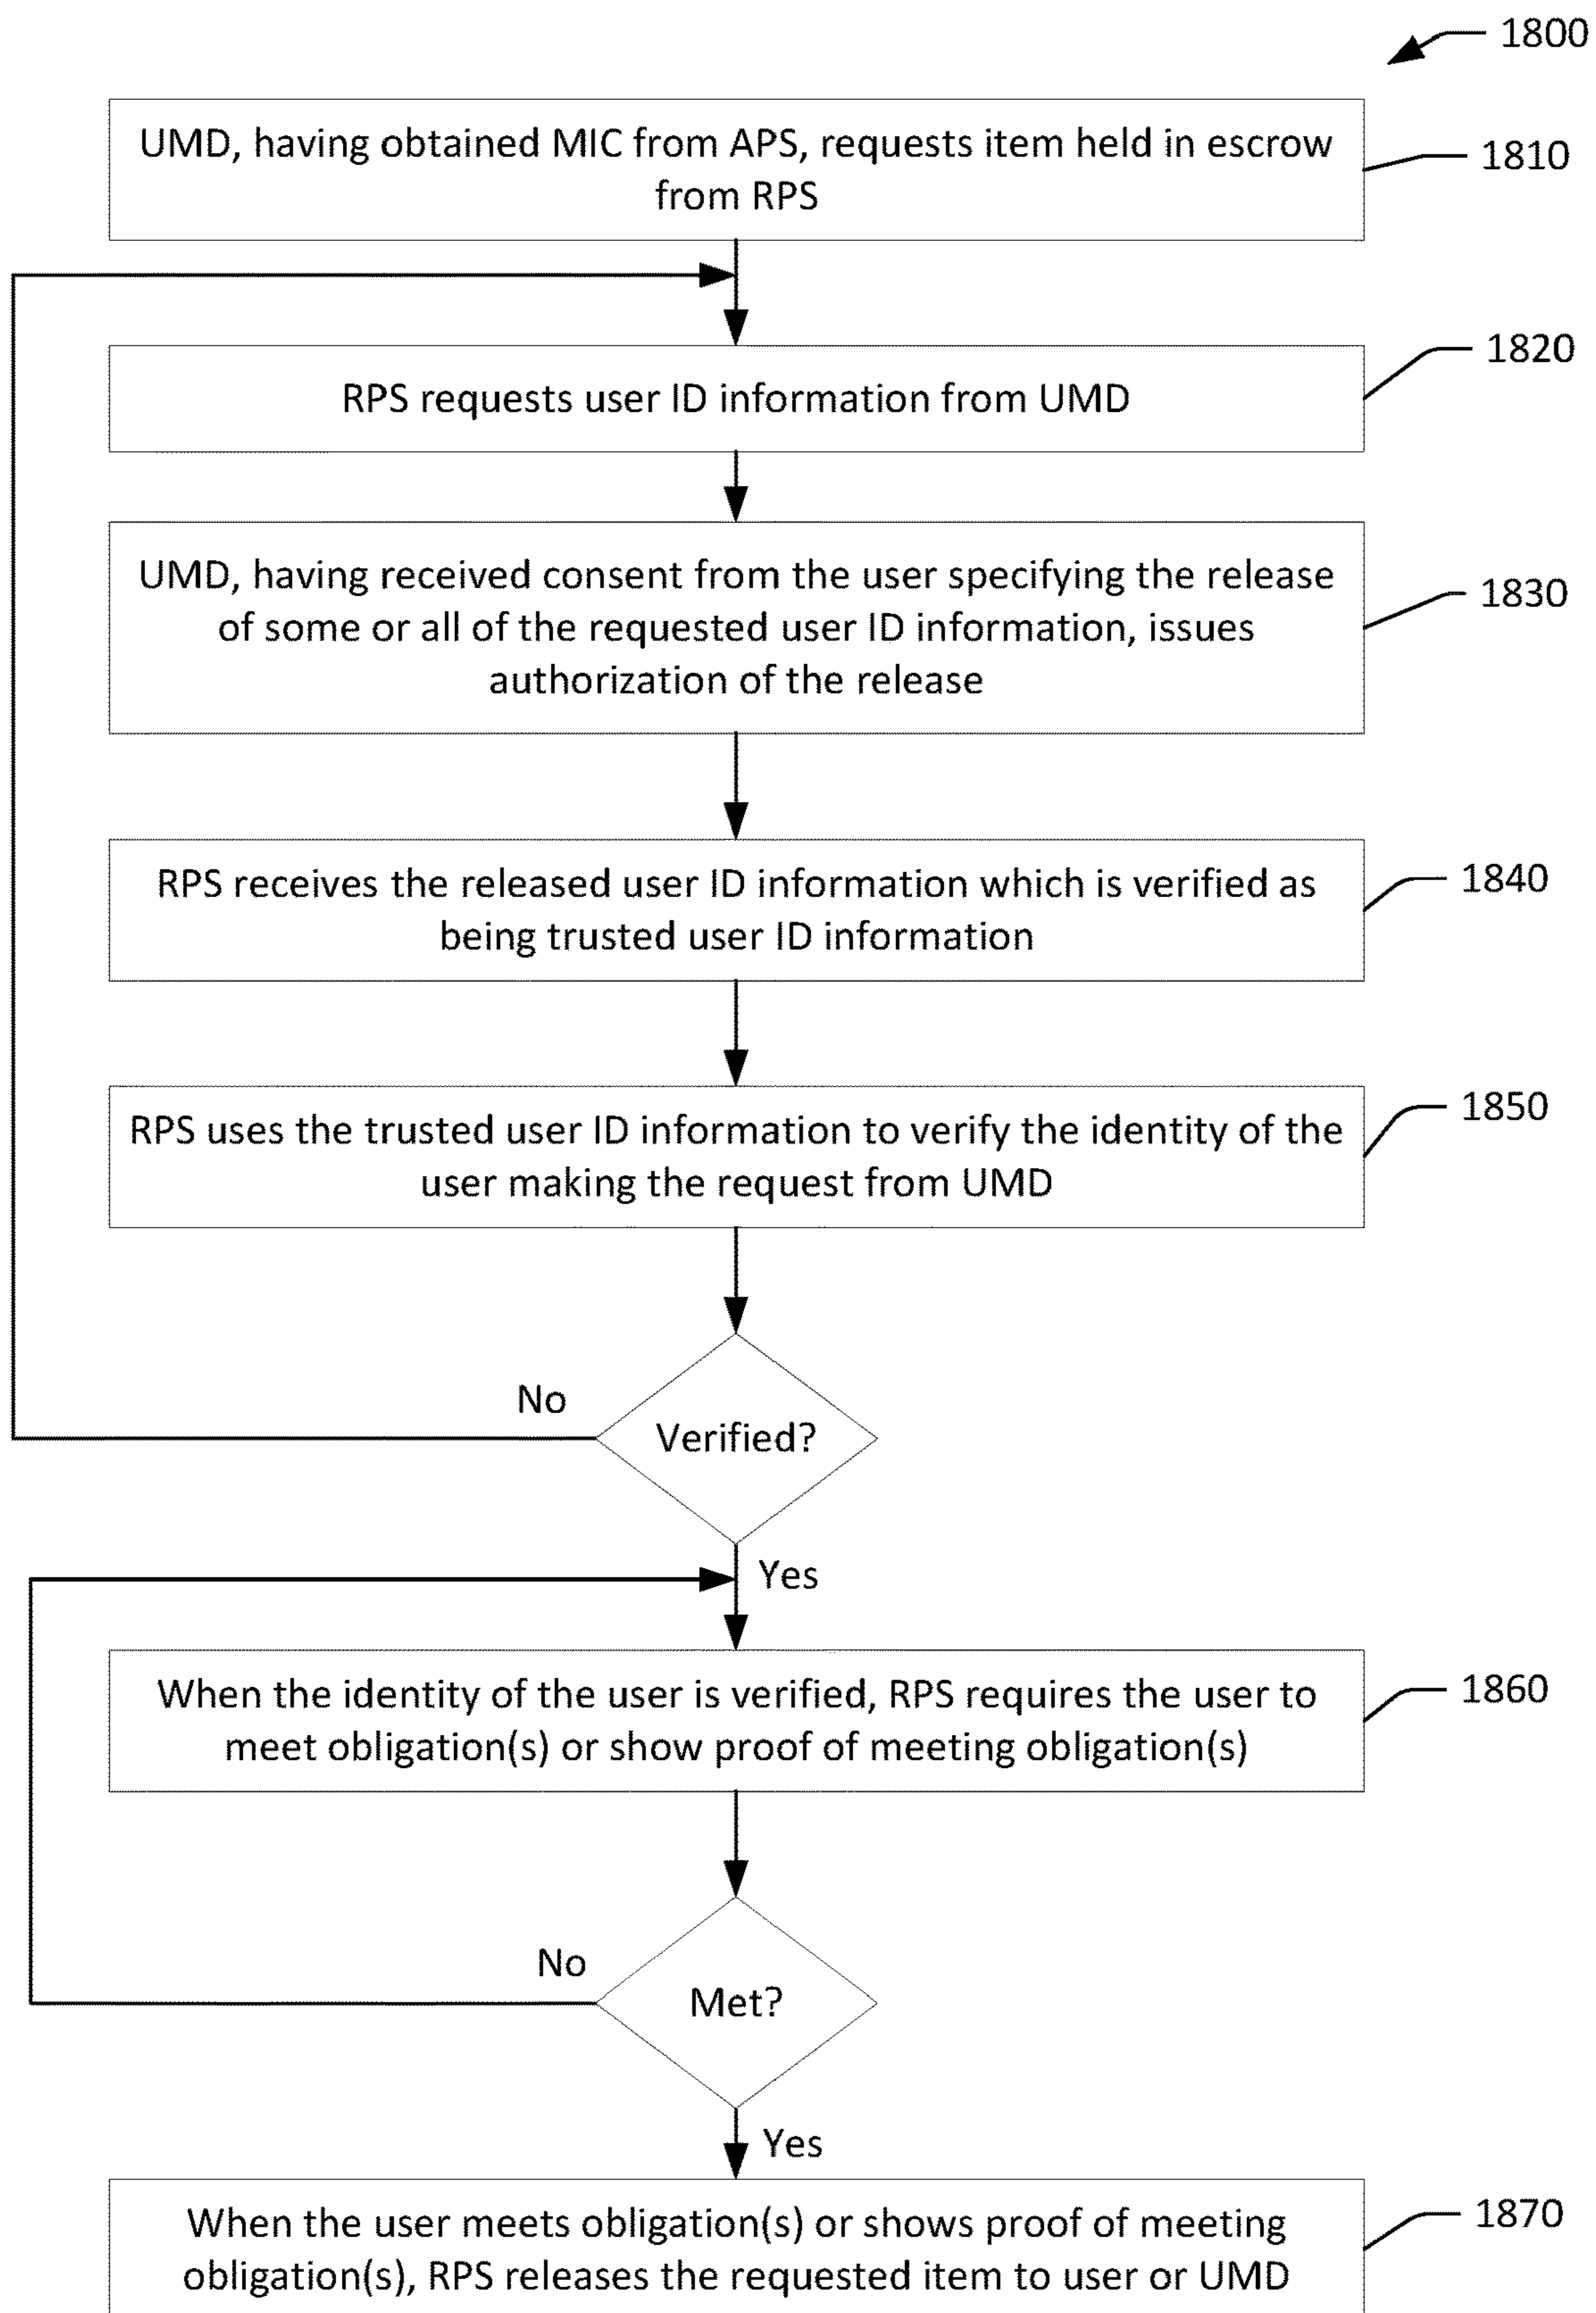 1800
UMD, having obtained MIC from APS, requests item held in escrow
from RPS
1810
RPS requests user ID information from UMD
1820
UMD, having received consent from the user specifying the release
of some or all of the requested user ID information, issues
authorization of the release
1830
RPS receives the released user ID information which is verified as
being trusted user ID information
1840
RPS uses the trusted user ID information to verify the identity of the
user making the request from UMD
1850
No
Verified?
Yes
When the identity of the user is verified, RPS requires the user to
meet obligation(s) or show proof of meeting obligation(s)
1860
No
Met?
Yes
When the user meets obligation(s) or shows proof of meeting
obligation(s), RPS releases the requested item to user or UMD
1870